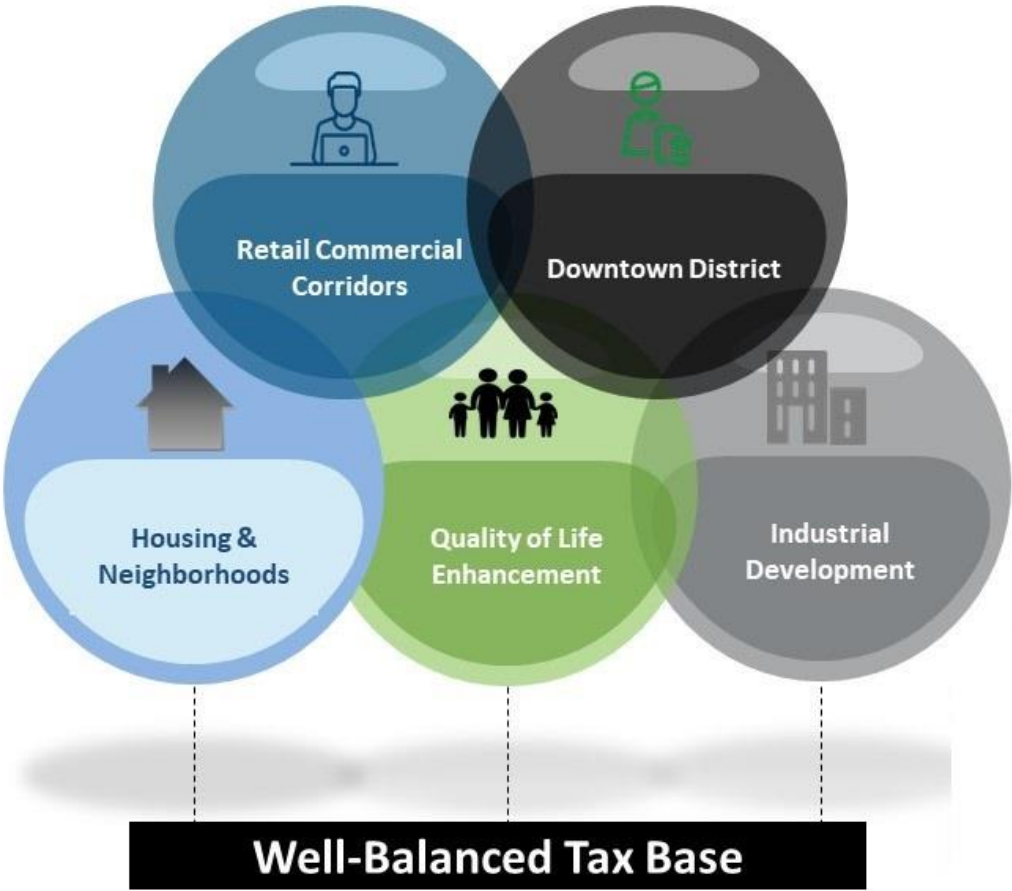 Retail Commercial
Corridors
Downtown District
Housing &
Neighborhoods
Quality of Life
Enhancement
Industrial
Development
Well-Balanced Tax Base